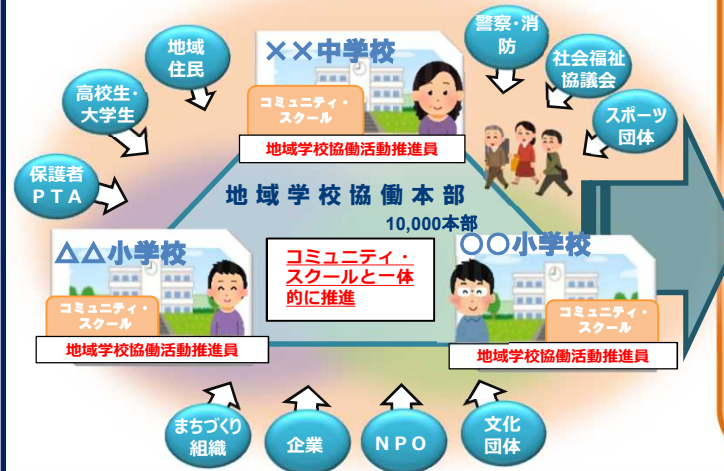 ××中学校
コミュニティ・
スクール
地域学校協働活動推進員
地域
住民
高校生・
大学生
保護者
PTA
警察・消
防
社会福祉
協議会
スポーツ
団体
地域学校協働本部
10,000本部
コミュニティ・
スクールと一体
的に推進
△△小学校
コミュニティ・
スクール
地域学校協働活動推進員
〇〇小学校
コミュニティ・
スクール
地域学校協働活動推進員
まちづくり
組織
企業
NPO
文化
団体